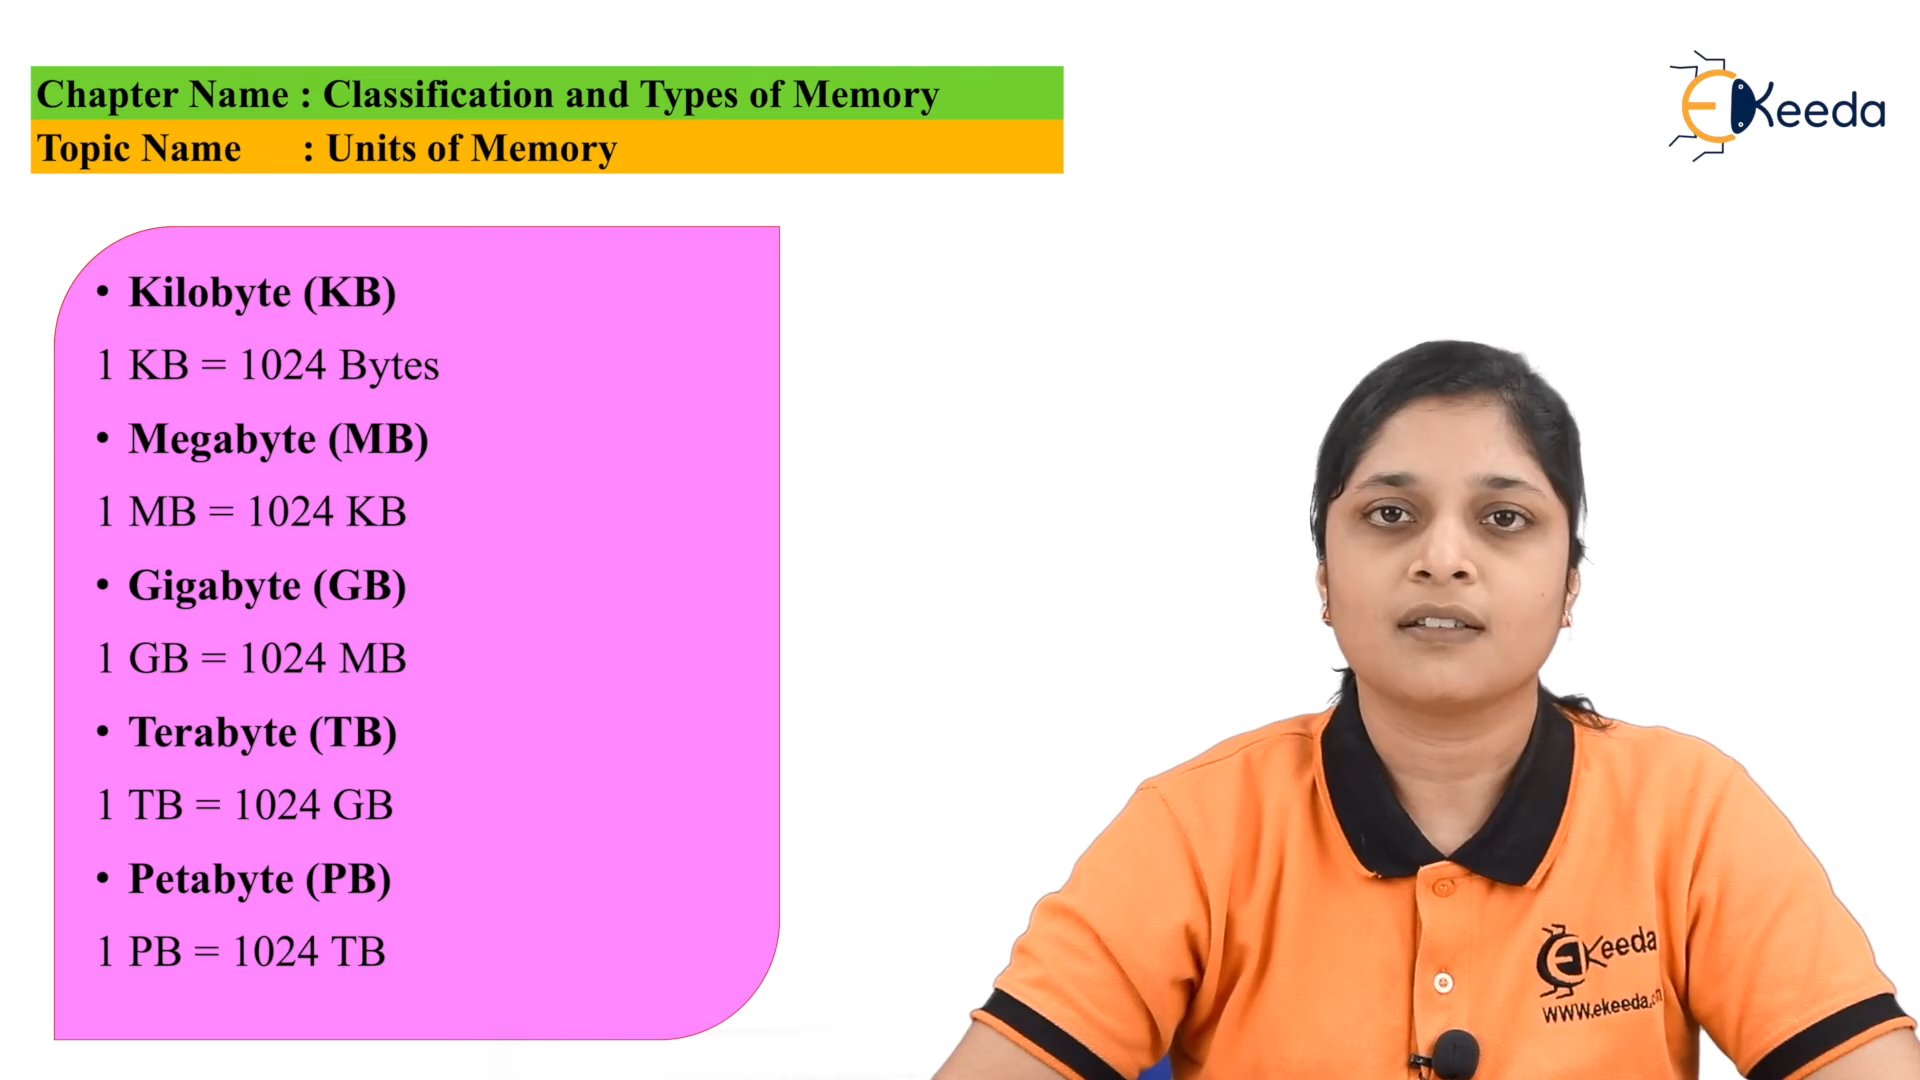 Chapter Name : Classification and Types of Memory
Topic Name : Units of Memory
EKeeda
• Kilobyte (KB)
1 KB = 1024 Bytes
• Megabyte (MB)
1 MB = 1024 KB
• Gigabyte (GB)
1 GB = 1024 MB
• Terabyte (TB)
1 TB = 1024 GB
• Petabyte (PB)
1 PB = 1024 TB
EKeeda